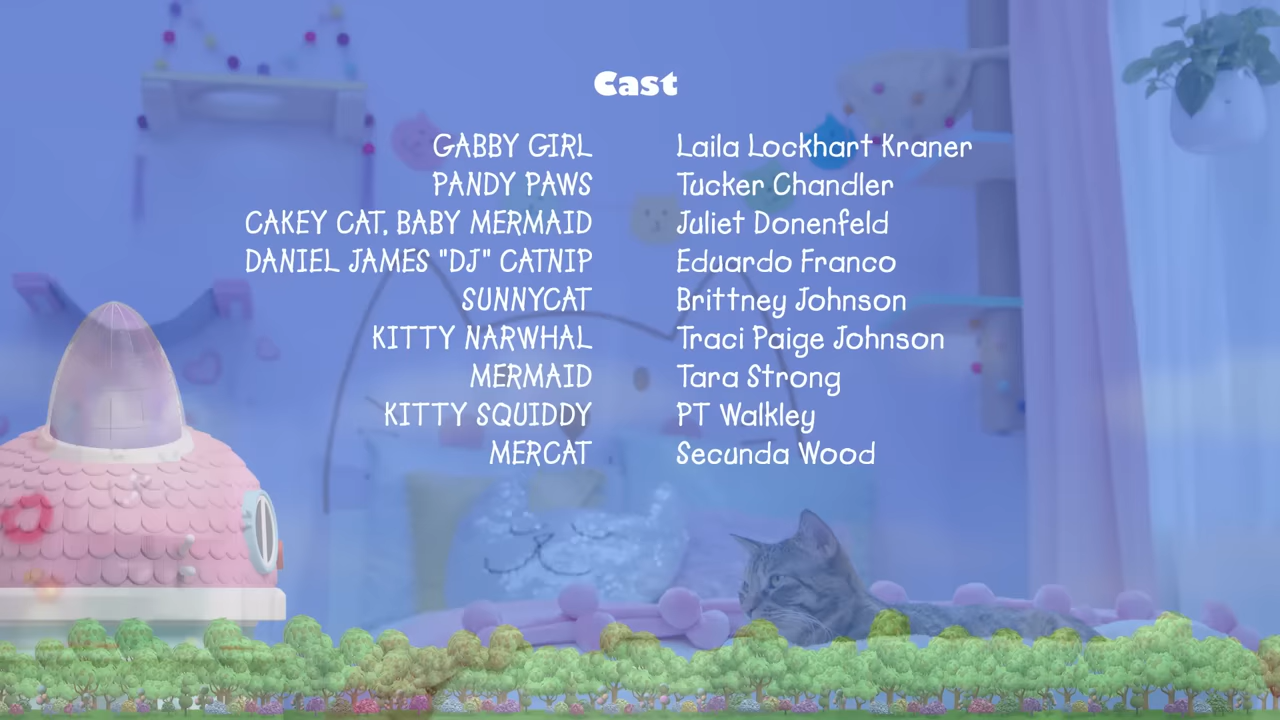 Cast
GABBY GIRL Laila Lockhart Kraner
PANDY PAWS Tucker Chandler
CAKEY CAT, BABY MERMAID Juliet Donenfeld
DANIEL JAMES "DJ" CATNIP Eduardo Franco
SUNNYCAT Brittney Johnson
KITTY NARWHAL Traci Paige Johnson
MERMAID Tara Strong
KITTY SQUIDDY PT Walkley
MERCAT Secunda Wood